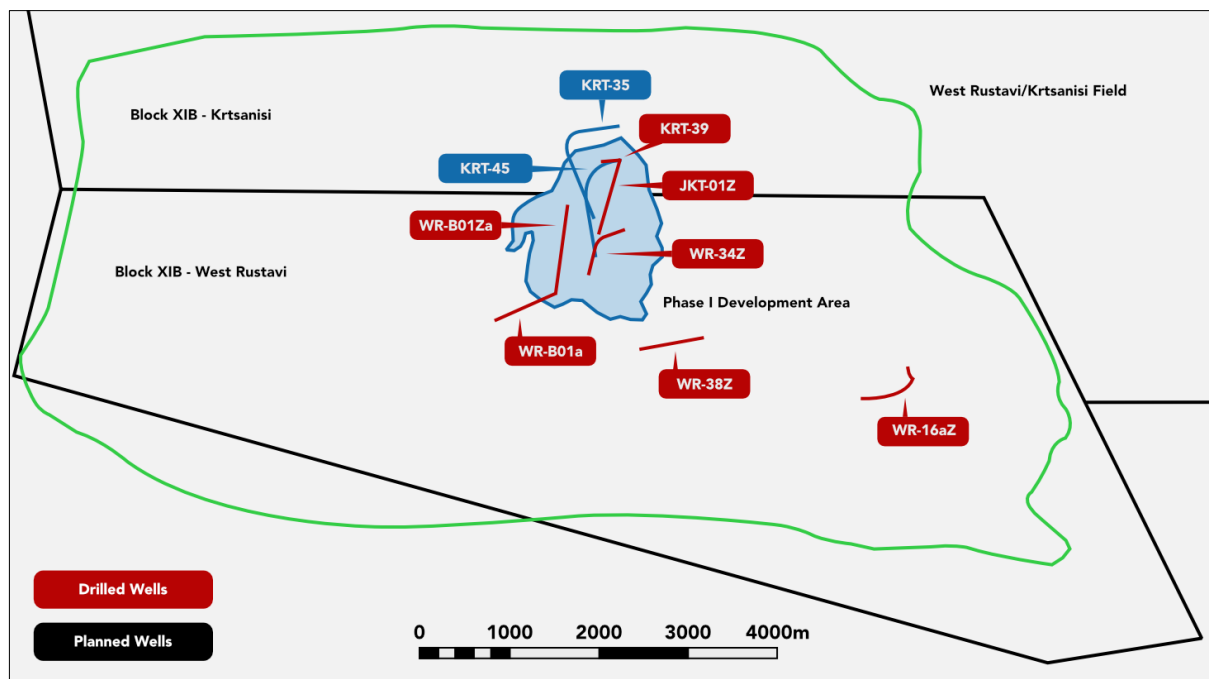 KRT-35
West Rustavi/Krtsanisi Field
Block XIB - Krtsanisi
KRT-39
KRT-45
JKT-01Z
WR-B01Za
WR-34Z
Block XIB - West Rustavi
Phase I Development Area
WR-B01a
WR-38Z
WR-16aZ
Drilled Wells
Planned Wells
0 1000 2000 3000 4000m